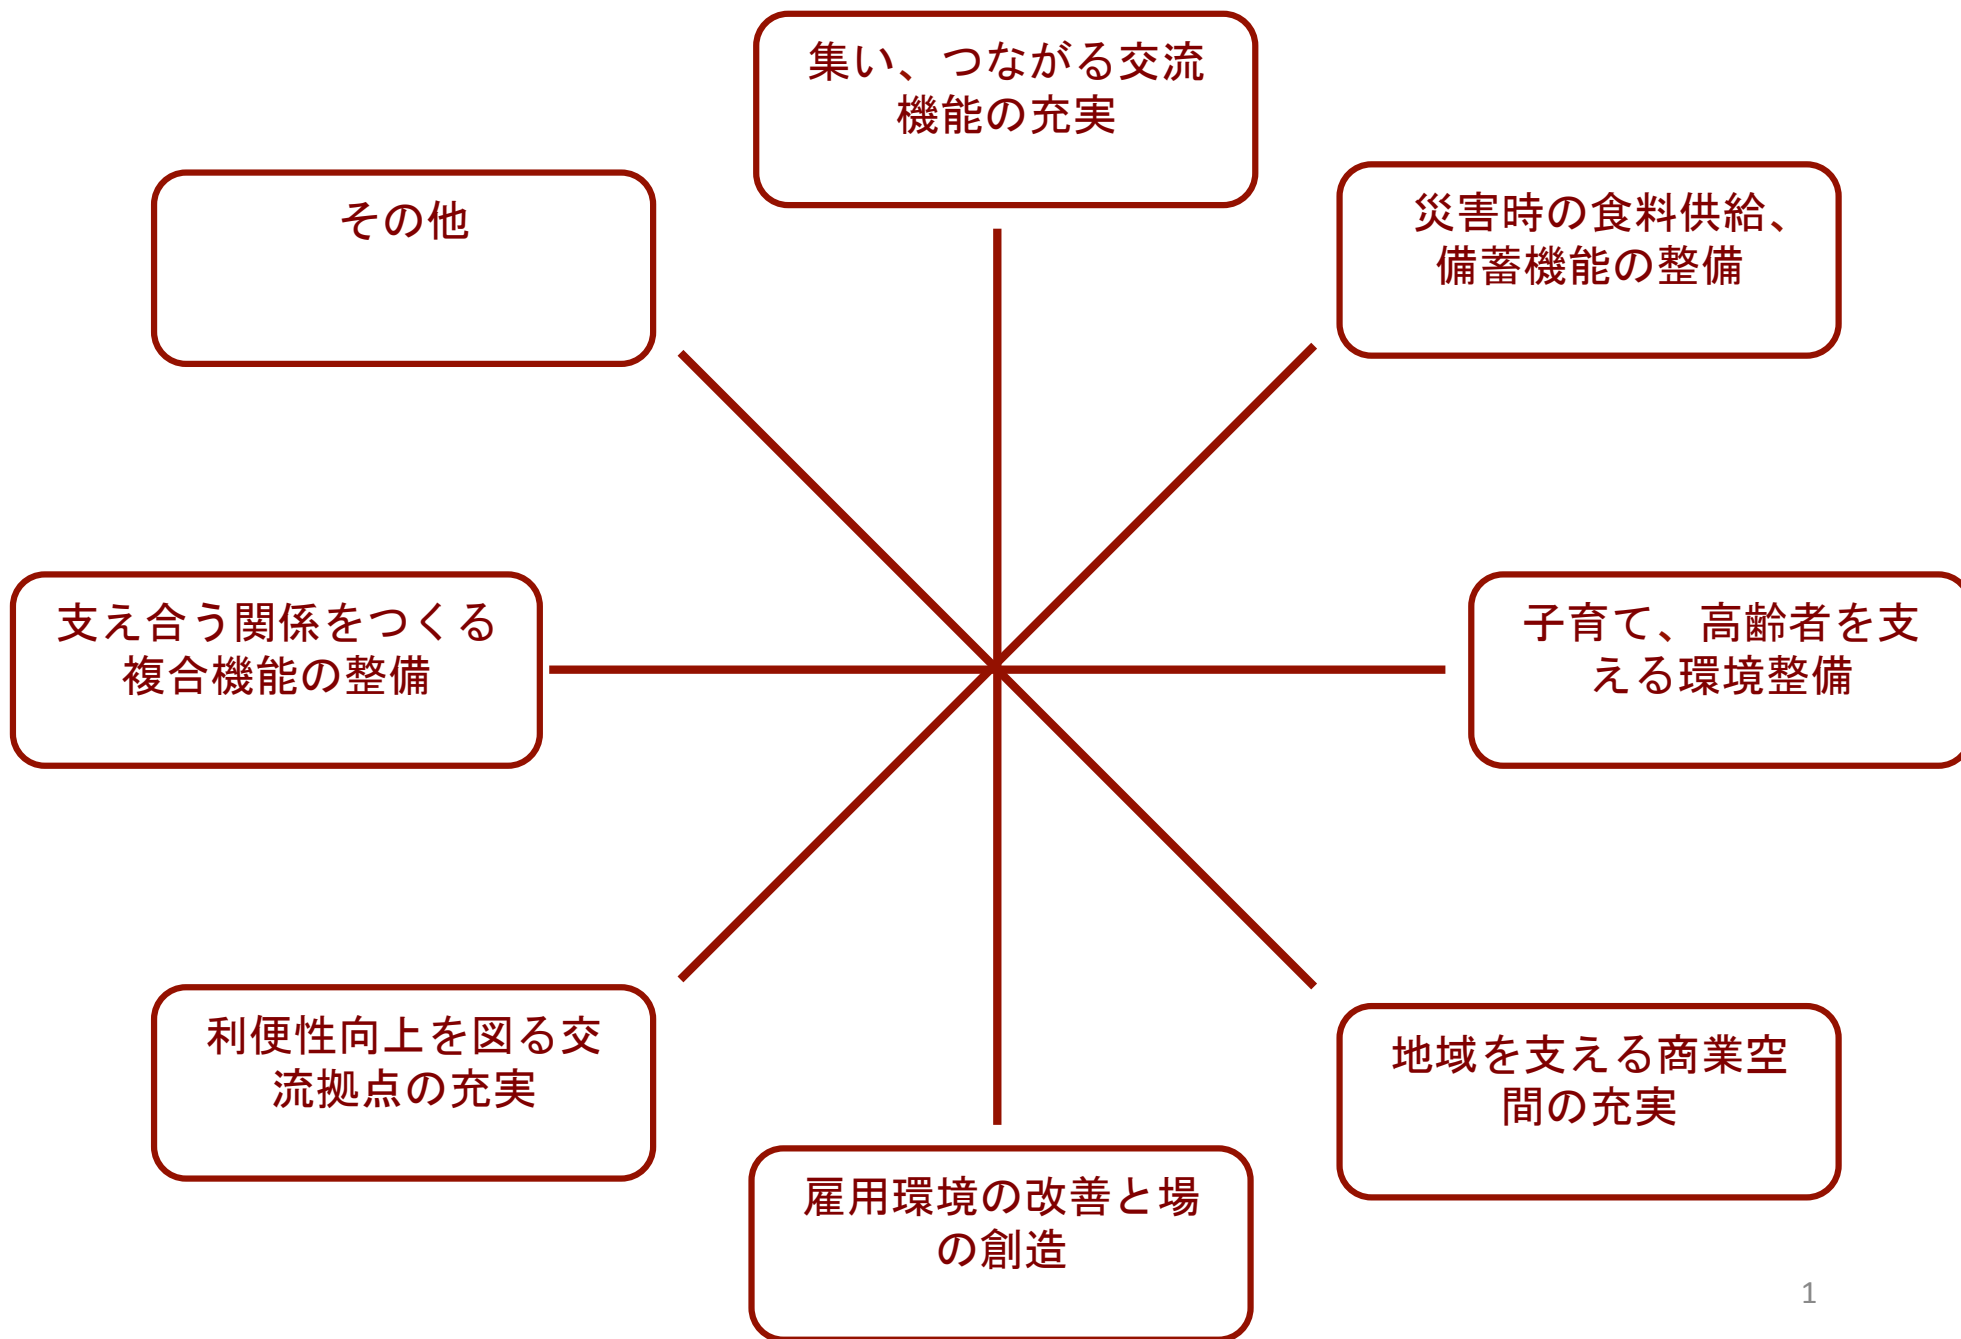 集い、つながる交流
機能の充実
その他
災害時の食料供給、
備蓄機能の整備
支え合う関係をつくる
複合機能の整備
子育て、高齢者を支
える環境整備
利便性向上を図る交
流拠点の充実
地域を支える商業空
間の充実
雇用環境の改善と場
の創造
1